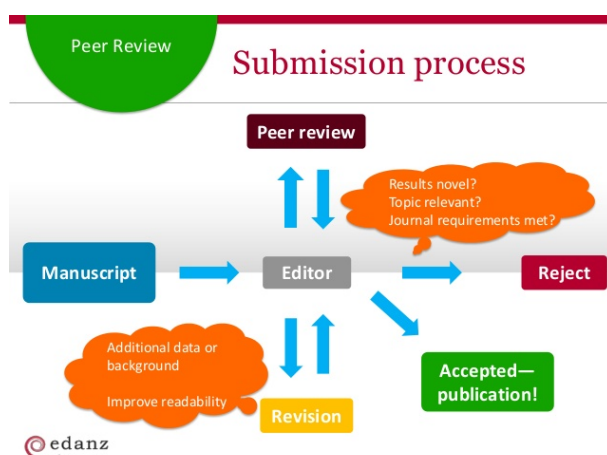 Peer Review
Submission process
Peer review
Results novel?
Topic relevant?
Journal requirements met?
Manuscript
Editor
Reject
Additional data or
background
Improve readability
Accepted—
publication!
Revision
edanz